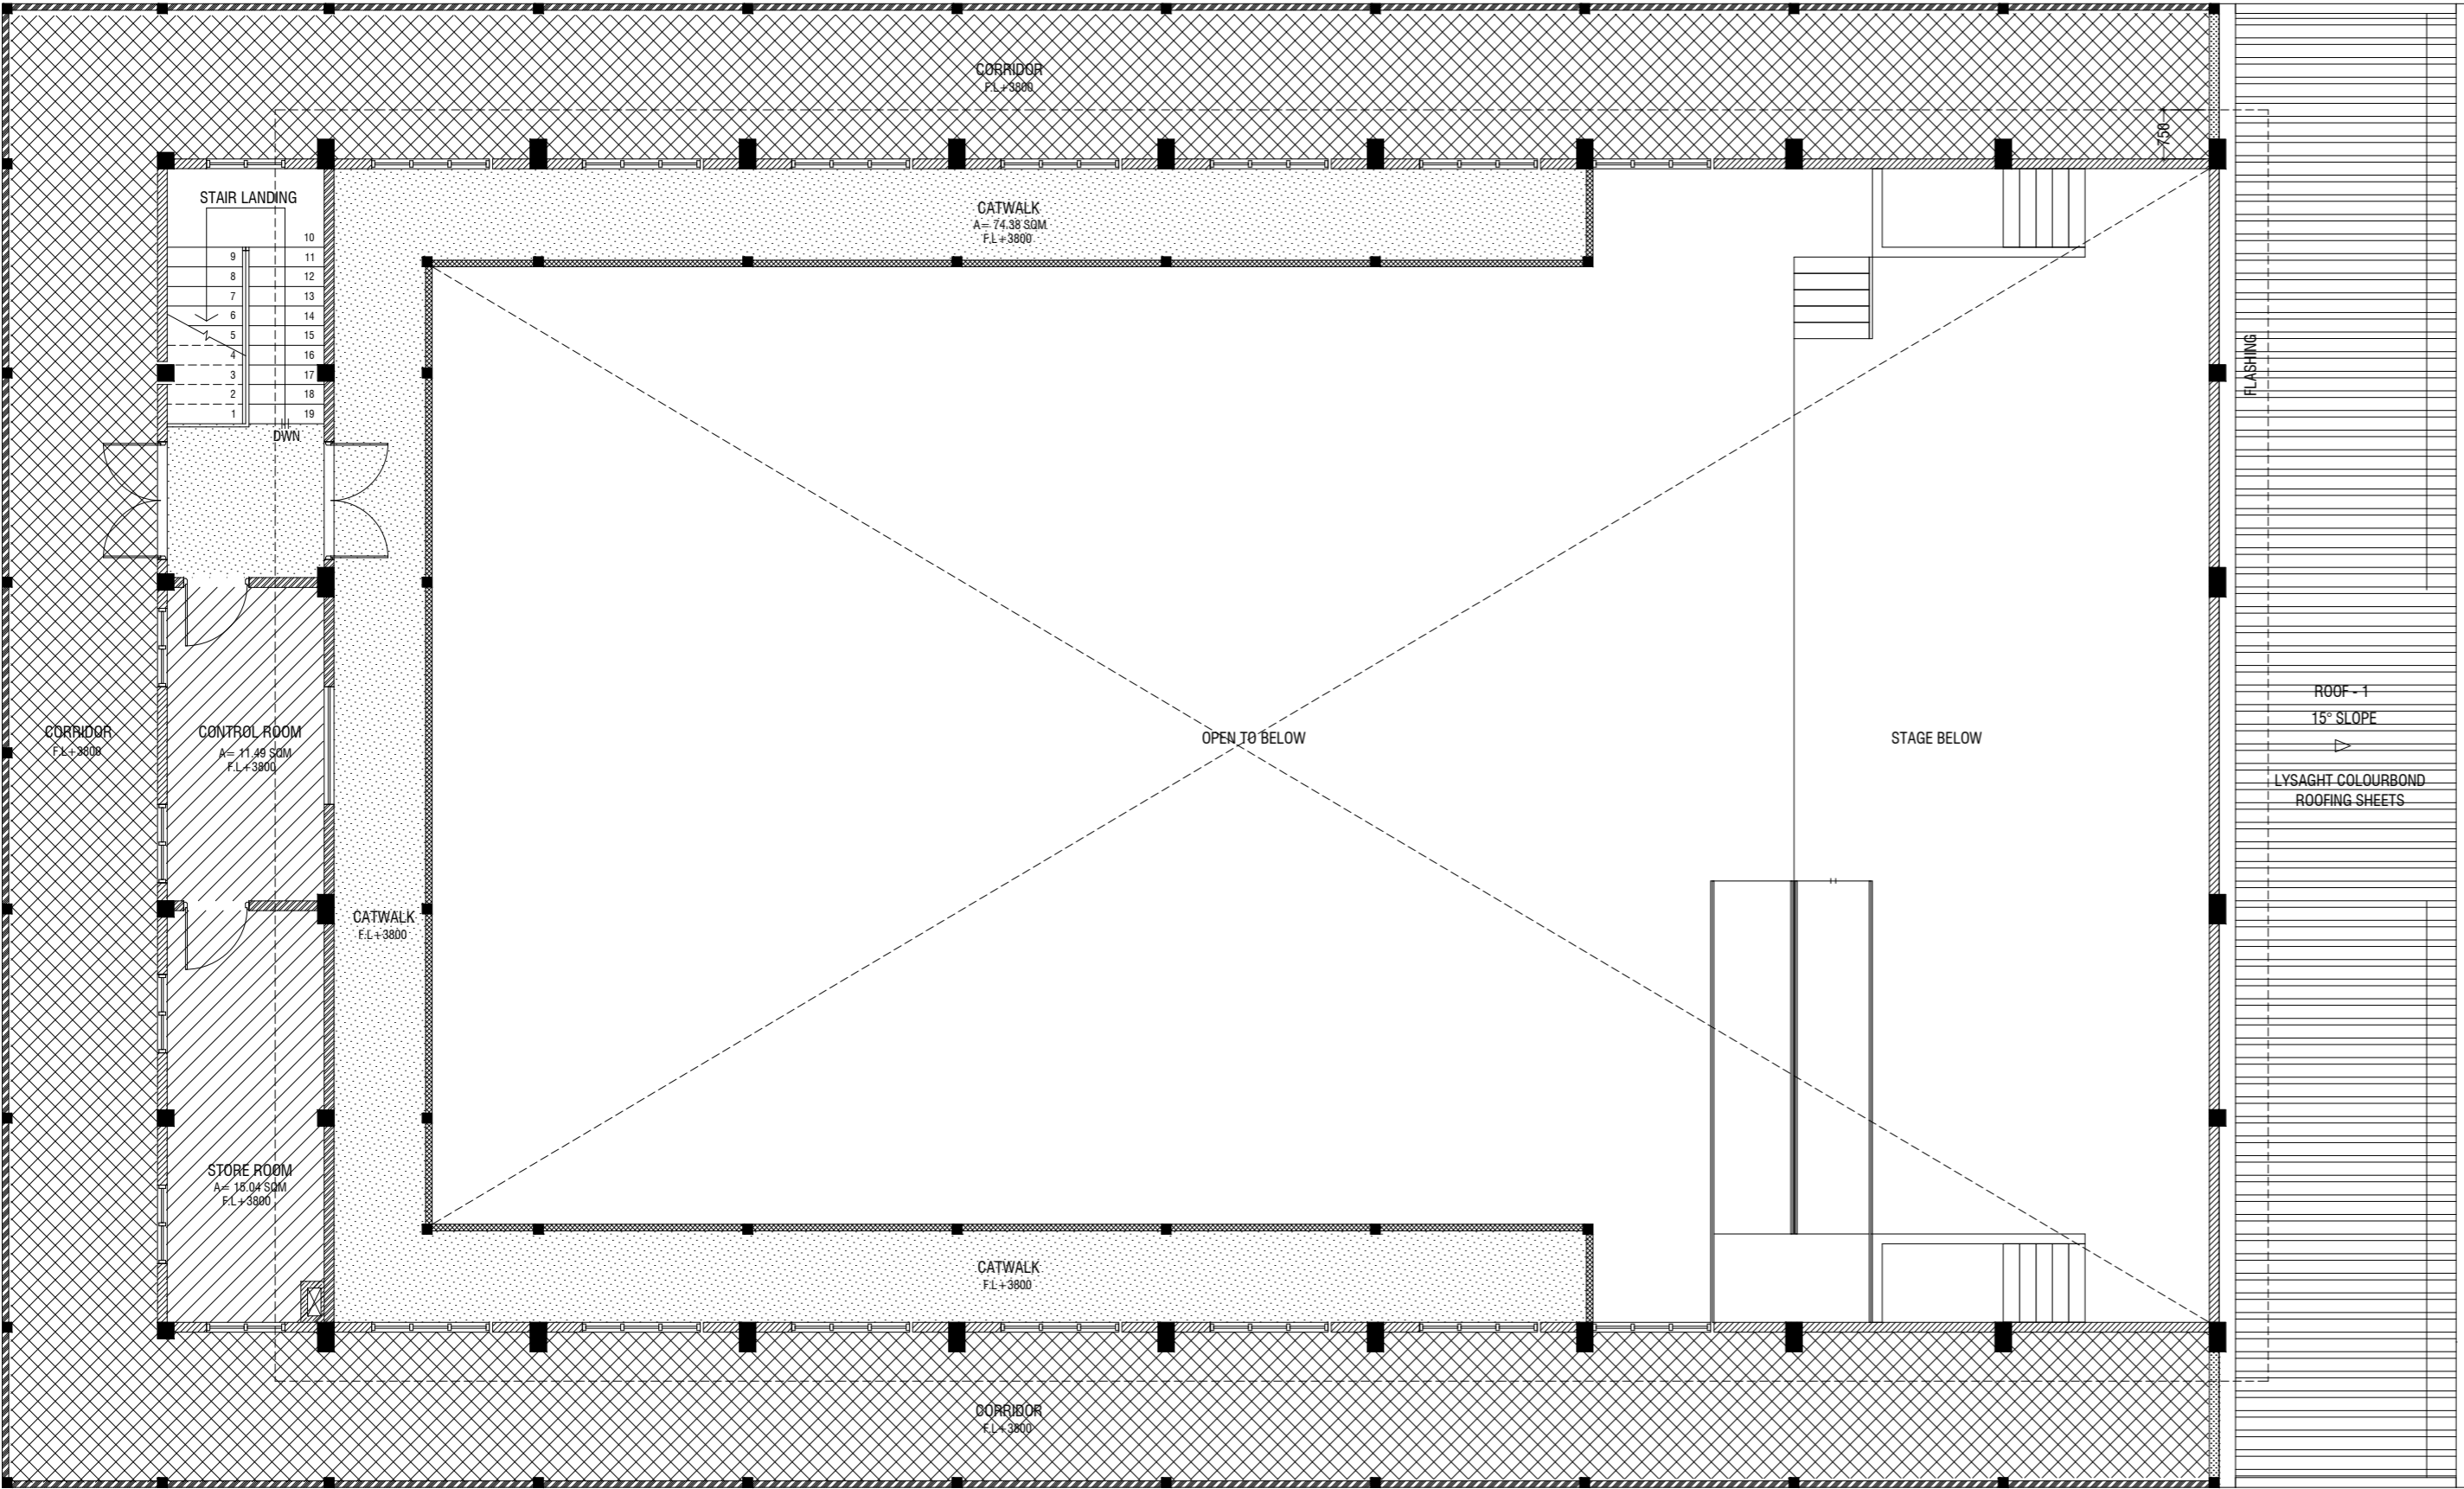 CORRIDOR
F.L+3800
750
STAIR LANDING
CATWALK
A= 74.38 SQM
F.L+3800
10
9 11
8 12
7 13
6 14
5 15
4 16
3 17
2 18
1 19
DWN
FLASHING
CORRIDOR
F.L+3800
CONTROL ROOM
A= 11.49 SQM
F.L+3800
OPEN TO BELOW
STAGE BELOW
ROOF - 1
15° SLOPE
LYSAGHT COLOURBOND
ROOFING SHEETS
CATWALK
F.L+3800
STORE ROOM
A= 15.04 SQM
F.L+3800
CATWALK
F.L+3800
CORRIDOR
F.L+3800